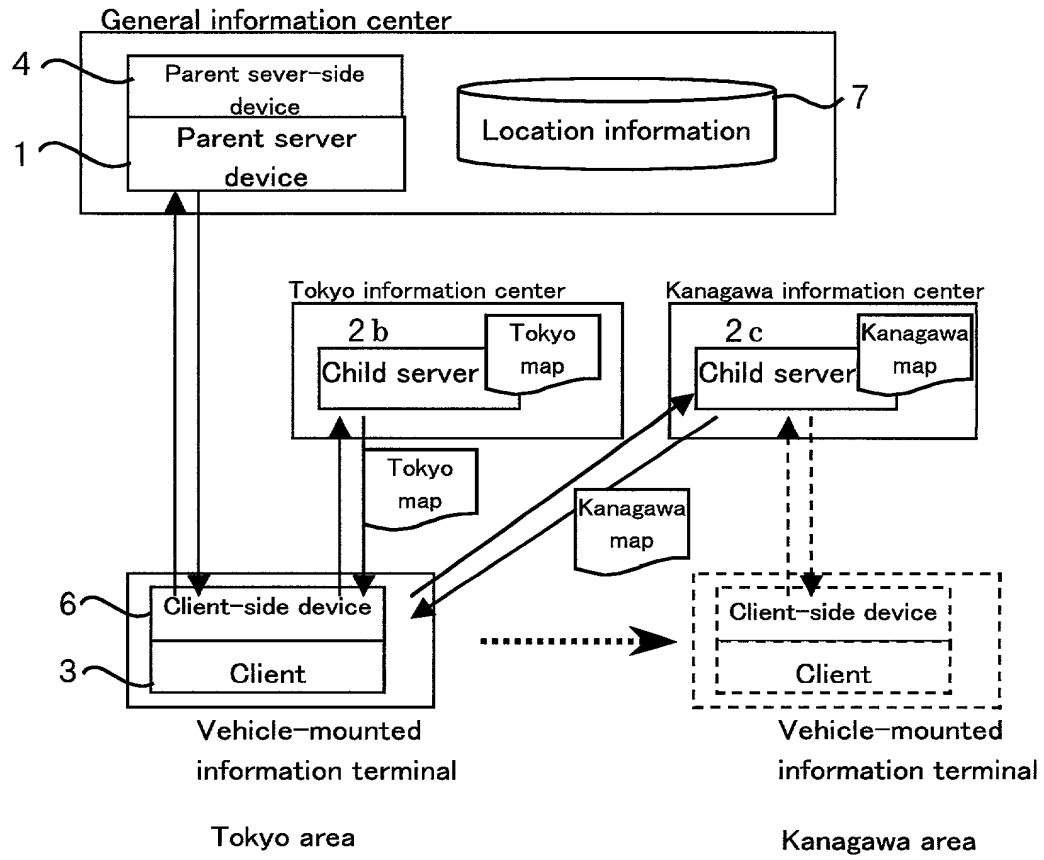 General information center
4
Parent sever-side
device
1
Parent server
device
Location information
7
Tokyo information center
2b
Child server
Tokyo
map
Kanagawa information center
2c
Child server
Kanagawa
map
Tokyo
map
Kanagawa
map
6
Client-side device
3
Client
Client-side device
Client
Vehicle-mounted
information terminal
Vehicle-mounted
information terminal
Tokyo area
Kanagawa area